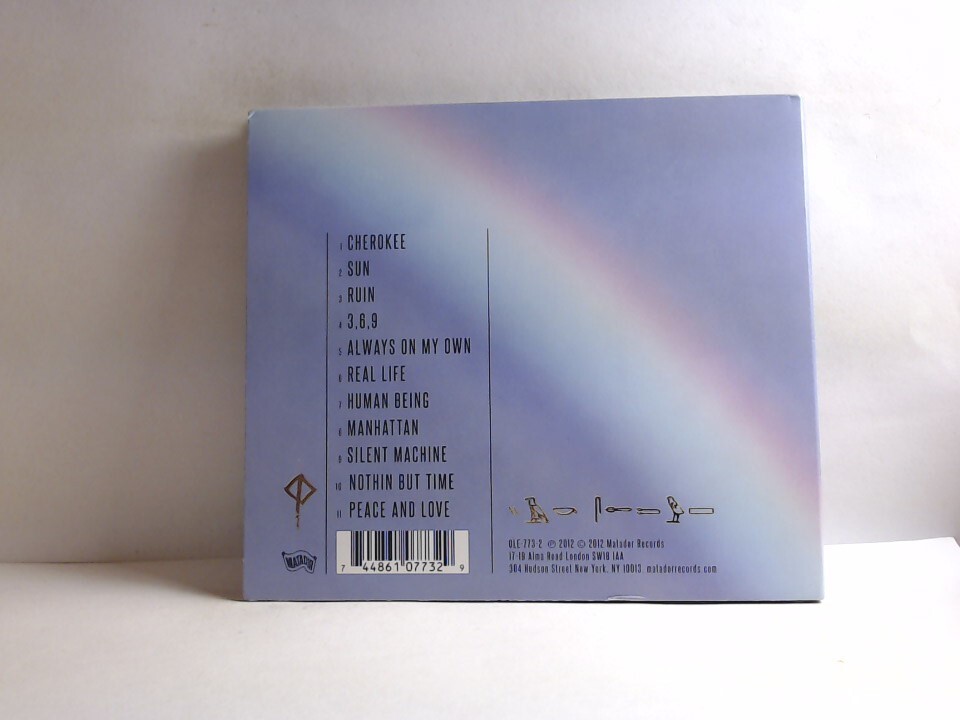 1 CHEROKEE
2 SUN
3 RUIN
4 3,6,9
5 ALWAYS ON MY OWN
6 REAL LIFE
7 HUMAN BEING
8 MANHATTAN
9 SILENT MACHINE
10 NOTHIN BUT TIME
11 PEACE AND LOVE
MATADOR
7 44861 07732 9
OLE-773-2 ℗ 2012 © 2012 Matador Records
17-19 Alma Road London SW18 1AA
304 Hudson Street New York, NY 10013 matadorrecords.com